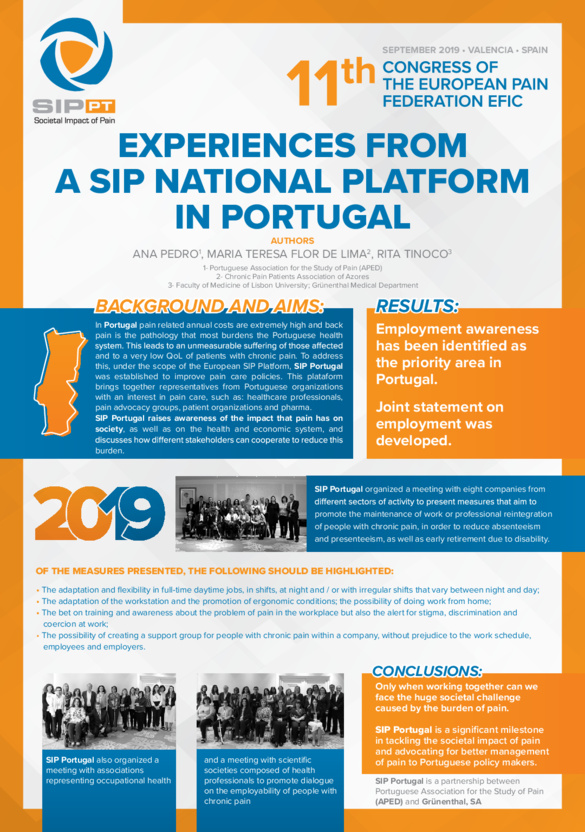 SIP PT
Societal Impact of Pain
SEPTEMBER 2019 • VALENCIA • SPAIN
11th
CONGRESS OF
THE EUROPEAN PAIN
FEDERATION EFIC
EXPERIENCES FROM
A SIP NATIONAL PLATFORM
IN PORTUGAL
AUTHORS
ANA PEDRO¹, MARIA TERESA FLOR DE LIMA², RITA TINOCO³
1- Portuguese Association for the Study of Pain (APED)
2- Chronic Pain Patients Association of Azores
3- Faculty of Medicine of Lisbon University; Grünenthal Medical Department
BACKGROUND AND AIMS:
In Portugal pain related annual costs are extremely high and back
pain is the pathology that most burdens the Portuguese health
system. This leads to an unmeasurable suffering of those affected
and to a very low QoL of patients with chronic pain. To address
this, under the scope of the European SIP Platform, SIP Portugal
was established to improve pain care policies. This plataform
brings together representatives from Portuguese organizations
with an interest in pain care, such as: healthcare professionals,
pain advocacy groups, patient organizations and pharma.
SIP Portugal raises awareness of the impact that pain has on
society, as well as on the health and economic system, and
discusses how different stakeholders can cooperate to reduce this
burden.
RESULTS:
Employment awareness
has been identified as
the priority area in
Portugal.
Joint statement on
employment was
developed.
2019
SIP Portugal organized a meeting with eight companies from
different sectors of activity to present measures that aim to
promote the maintenance of work or professional reintegration
of people with chronic pain, in order to reduce absenteeism
and presenteeism, as well as early retirement due to disability.
OF THE MEASURES PRESENTED, THE FOLLOWING SHOULD BE HIGHLIGHTED:
• The adaptation and flexibility in full-time daytime jobs, in shifts, at night and / or with irregular shifts that vary between night and day;
• The adaptation of the workstation and the promotion of ergonomic conditions; the possibility of doing work from home;
• The bet on training and awareness about the problem of pain in the workplace but also the alert for stigma, discrimination and
coercion at work;
• The possibility of creating a support group for people with chronic pain within a company, without prejudice to the work schedule,
employees and employers.
SIP Portugal also organized a
meeting with associations
representing occupational health
and a meeting with scientific
societies composed of health
professionals to promote dialogue
on the employability of people with
chronic pain
CONCLUSIONS:
Only when working together can we
face the huge societal challenge
caused by the burden of pain.
SIP Portugal is a significant milestone
in tackling the societal impact of pain
and advocating for better management
of pain to Portuguese policy makers.
SIP Portugal is a partnership between
Portuguese Association for the Study of Pain
(APED) and Grünenthal, SA